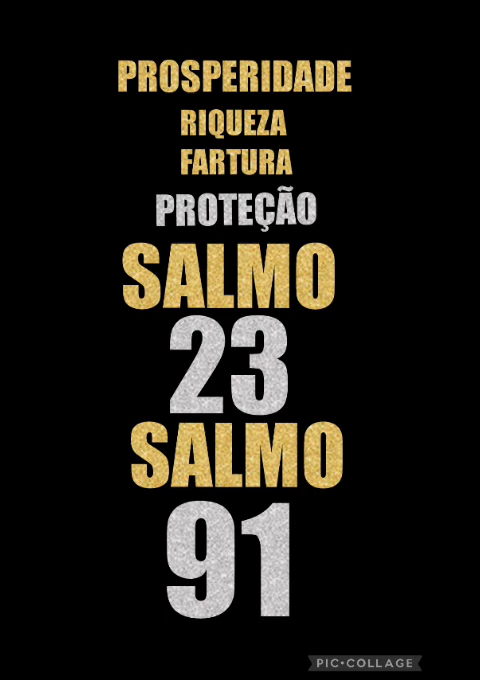 PROSPERIDADE
RIQUEZA
FARTURA
PROTEÇÃO
SALMO
23
SALMO
91
PIC•COLLAGE